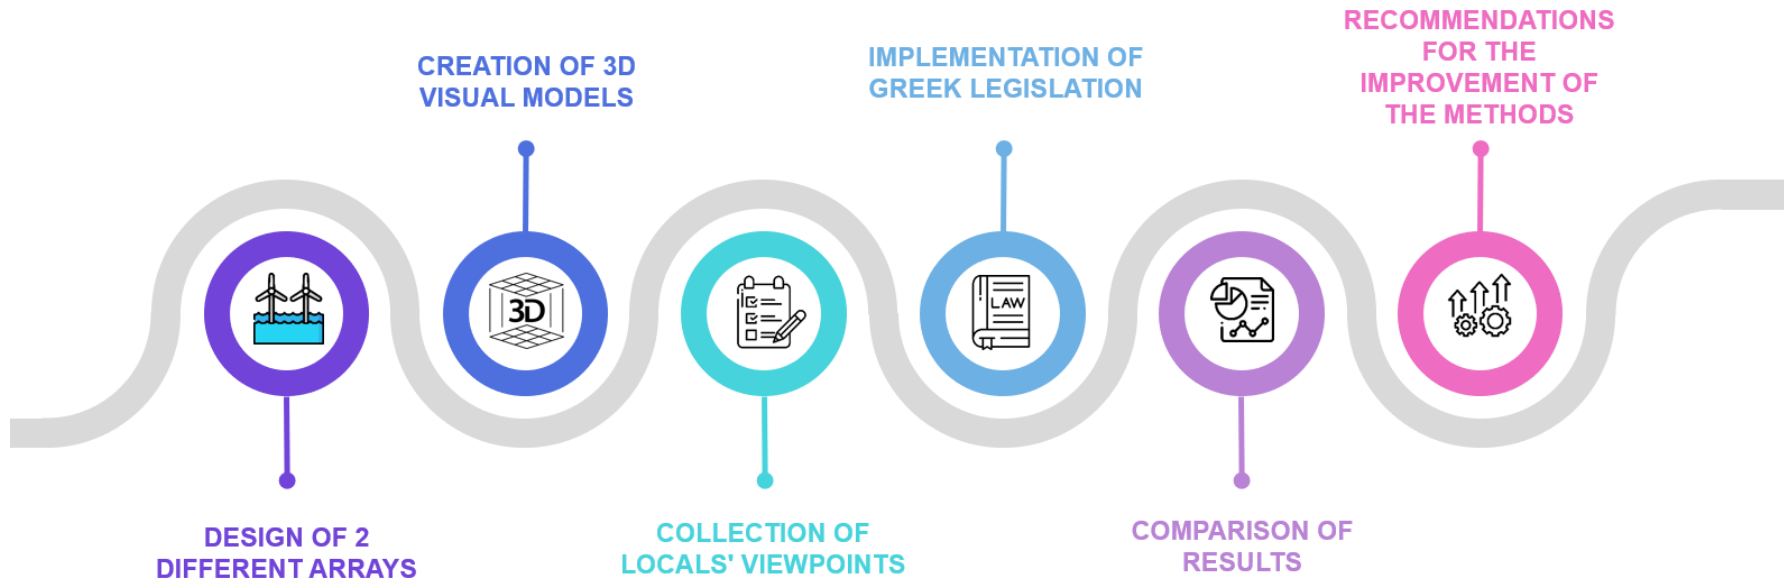 DESIGN OF 2
DIFFERENT ARRAYS
CREATION OF 3D
VISUAL MODELS
3D
COLLECTION OF
LOCALS' VIEWPOINTS
IMPLEMENTATION OF
GREEK LEGISLATION
LAW
COMPARISON OF
RESULTS
RECOMMENDATIONS
FOR THE
IMPROVEMENT OF
THE METHODS